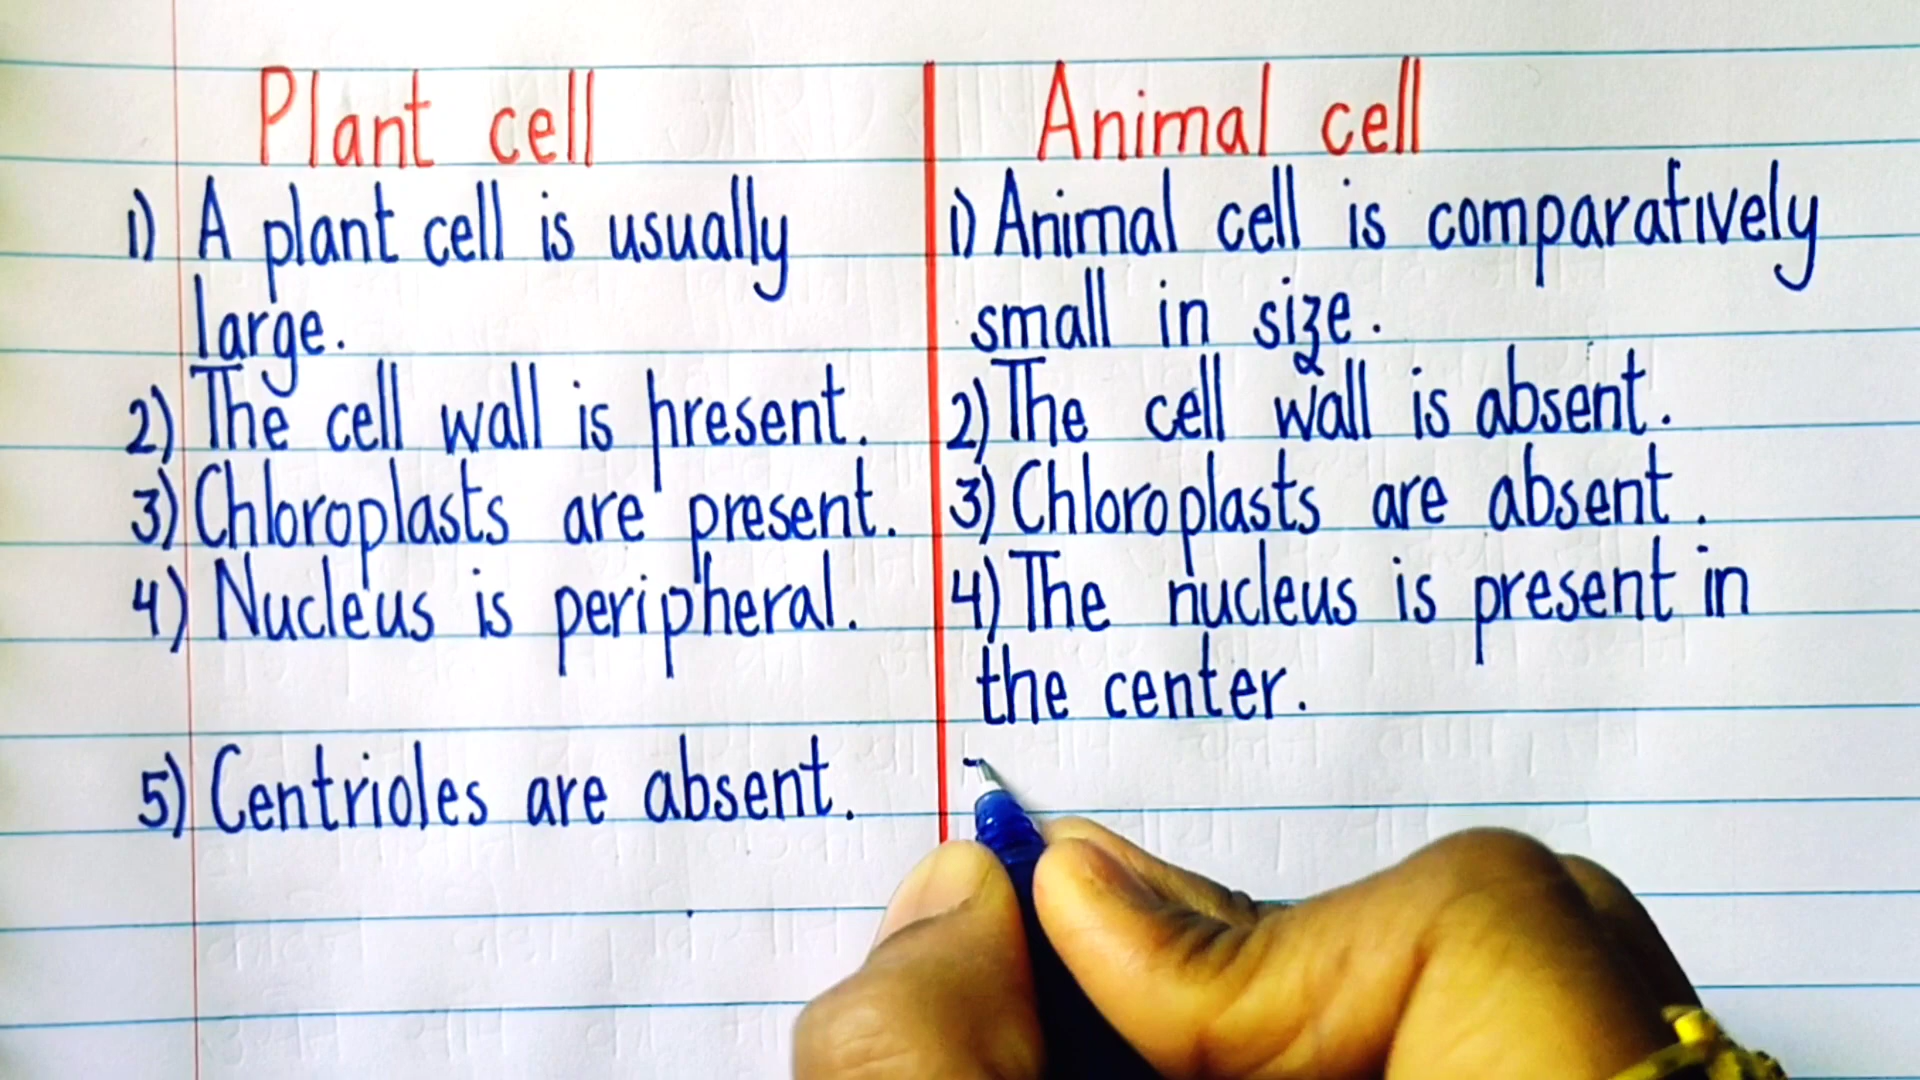 Plant cell
1) A plant cell is usually
large.
2) The cell wall is present.
3) Chloroplasts are present.
4) Nucleus is peripheral.
5) Centrioles are absent.
Animal cell
1) Animal cell is comparatively
small in size.
2) The cell wall is absent.
3) Chloroplasts are absent.
4) The nucleus is present in
the center.